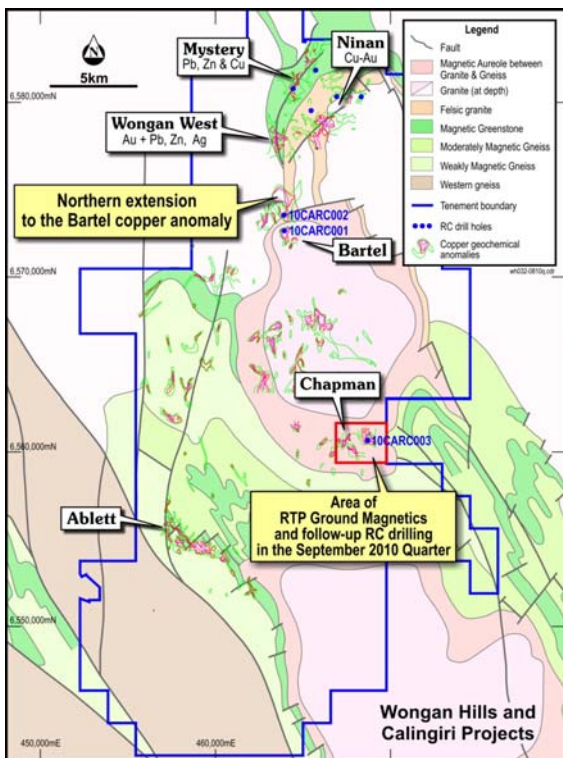 Mystery
Pb, Zn & Cu
Ninan
Cu-Au
5km
6,580,000mN
Wongan West
Au + Pb, Zn, Ag
Northern extension
to the Bartel copper anomaly
10CARC002
10CARC001
Bartel
6,570,000mN
Chapman
10CARC003
6,560,000mN
Area of
RTP Ground Magnetics
and follow-up RC drilling
in the September 2010 Quarter
Ablett
6,550,000mN
450,000mE
460,000mE
Wongan Hills and
Calingiri Projects
Legend
Fault
Magnetic Aureole between
Granite & Gneiss
Granite (at depth)
Felsic granite
Magnetic Greenstone
Moderately Magnetic Gneiss
Weakly Magnetic Gneiss
Western gneiss
Tenement boundary
RC drill holes
Copper geochemical
anomalies
wh032-0810q.cdr